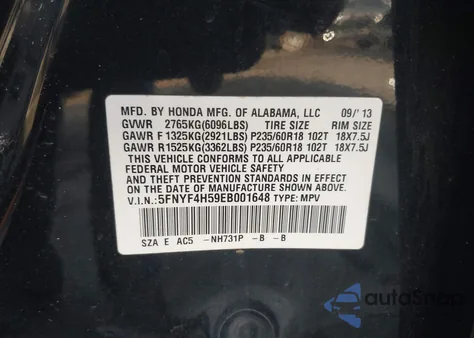 MFD. BY HONDA MFG. OF ALABAMA, LLC 09/'13
GVWR 2765KG(6096LBS) TIRE SIZE RIM SIZE
GAWR F 1325KG(2921LBS) P235/60R18 102T 18X7.5J
GAWR R 1525KG(3362LBS) P235/60R18 102T 18X7.5J
THIS VEHICLE CONFORMS TO ALL APPLICABLE
FEDERAL MOTOR VEHICLE SAFETY
AND THEFT PREVENTION STANDARDS IN EFFECT ON THE
DATE OF MANUFACTURE SHOWN ABOVE.
V.I.N.: 5FNYF4H59EB001648 TYPE: MPV
SZA E AC5 -NH731P -B -B
autoSnap